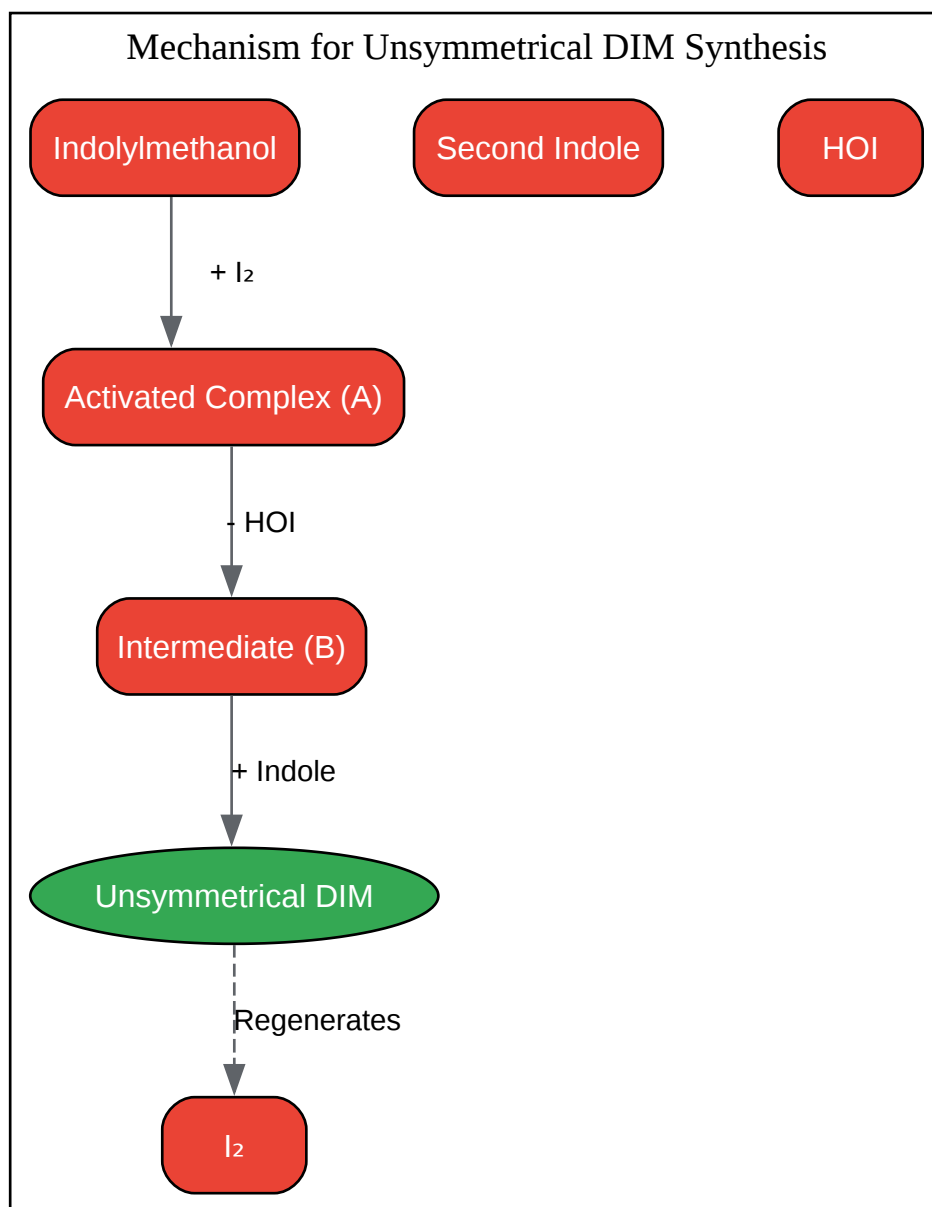 Mechanism for Unsymmetrical DIM Synthesis
Indolylmethanol
Second Indole
HOI
+ I₂
Activated Complex (A)
- HOI
Intermediate (B)
+ Indole
Unsymmetrical DIM
Regenerates
I₂